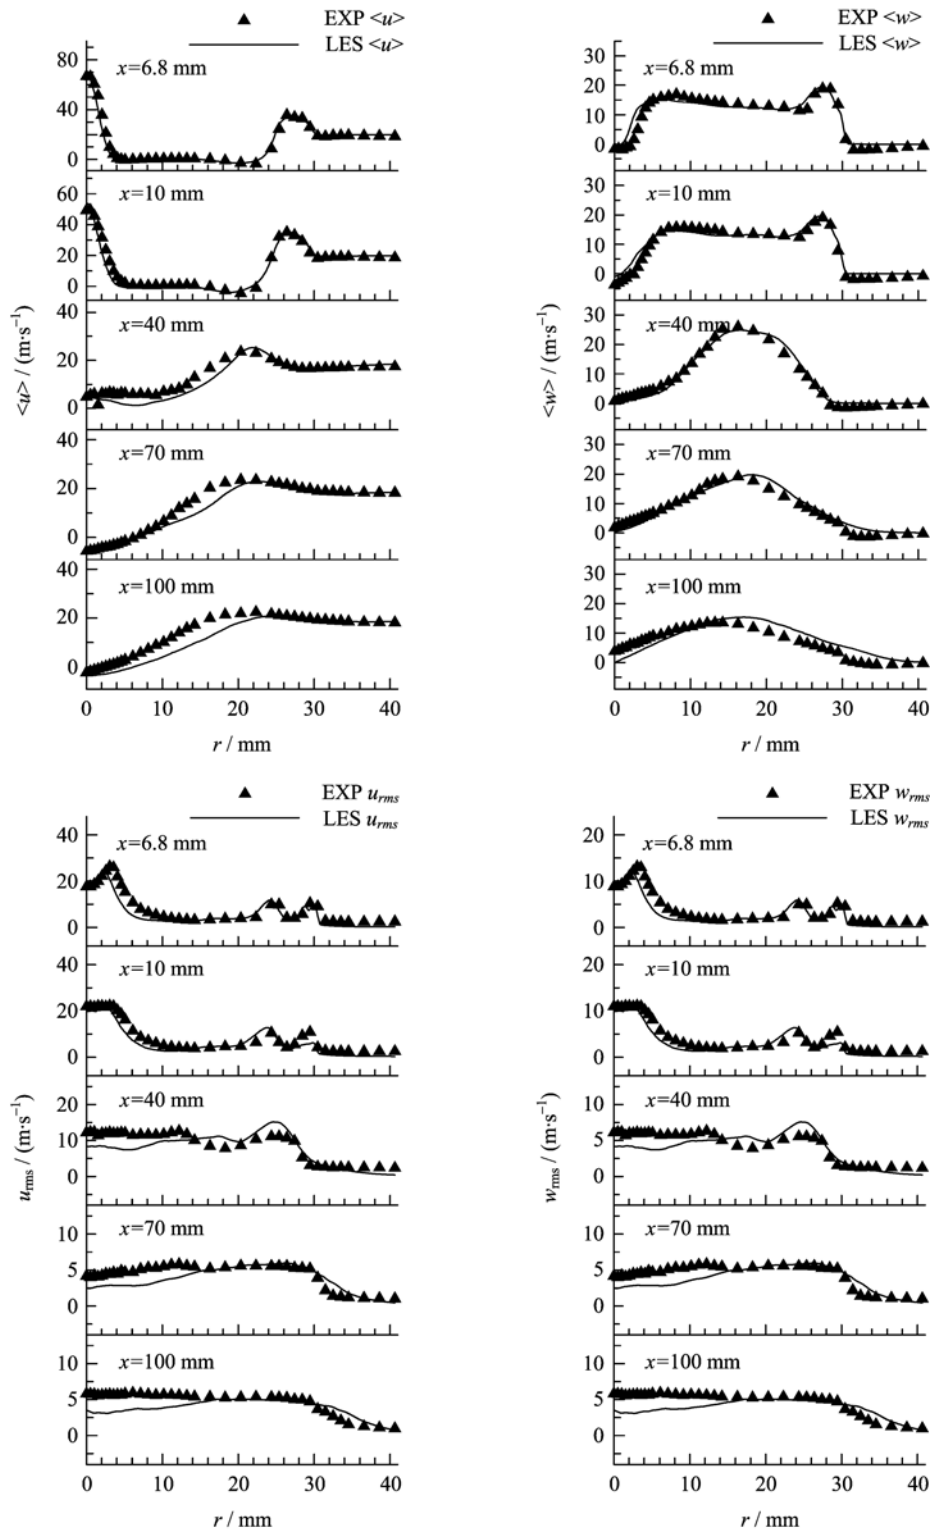 EXP <u>
LES <u>
x=6.8 mm
80
40
0
x=10 mm
60
40
20
0
x=40 mm
40
20
0
x=70 mm
40
20
0
x=100 mm
40
20
0
0 10 20 30 40
<u> / (m·s⁻¹)
r / mm
EXP <w>
LES <w>
x=6.8 mm
30
20
10
0
x=10 mm
30
20
10
0
x=40 mm
30
20
10
0
x=70 mm
30
20
10
0
x=100 mm
30
20
10
0
0 10 20 30 40
<w> / (m·s⁻¹)
r / mm
EXP u_rms
LES u_rms
x=6.8 mm
40
20
0
x=10 mm
40
20
0
x=40 mm
20
10
0
x=70 mm
10
5
0
x=100 mm
10
5
0
0 10 20 30 40
u_rms / (m·s⁻¹)
r / mm
EXP w_rms
LES w_rms
x=6.8 mm
20
10
0
x=10 mm
20
10
0
x=40 mm
10
5
0
x=70 mm
10
5
0
x=100 mm
10
5
0
0 10 20 30 40
w_rms / (m·s⁻¹)
r / mm